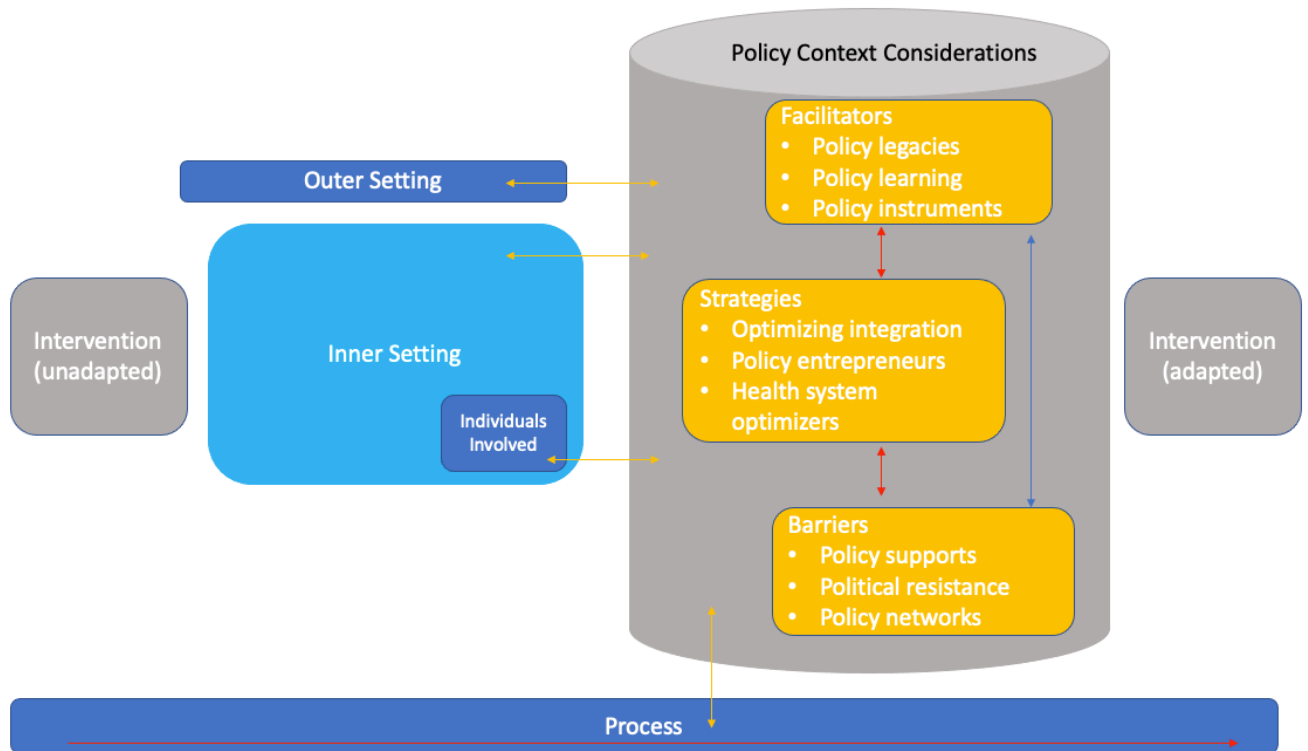 Policy Context Considerations
Facilitators
• Policy legacies
• Policy learning
• Policy instruments
Outer Setting
Intervention
(unadapted)
Inner Setting
Individuals
Involved
Strategies
• Optimizing integration
• Policy entrepreneurs
• Health system
optimizers
Intervention
(adapted)
Barriers
• Policy supports
• Political resistance
• Policy networks
Process